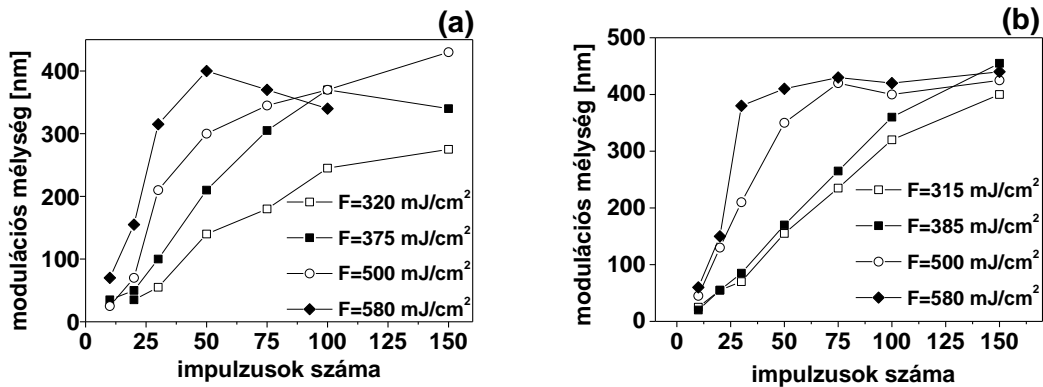 (a)
modulációs mélység [nm]
400
300
200
100
0
0 25 50 75 100 125 150
impulzusok száma
F=320 mJ/cm²
F=375 mJ/cm²
F=500 mJ/cm²
F=580 mJ/cm²
(b)
modulációs mélység [nm]
500
400
300
200
100
0
0 25 50 75 100 125 150
impulzusok száma
F=315 mJ/cm²
F=385 mJ/cm²
F=500 mJ/cm²
F=580 mJ/cm²